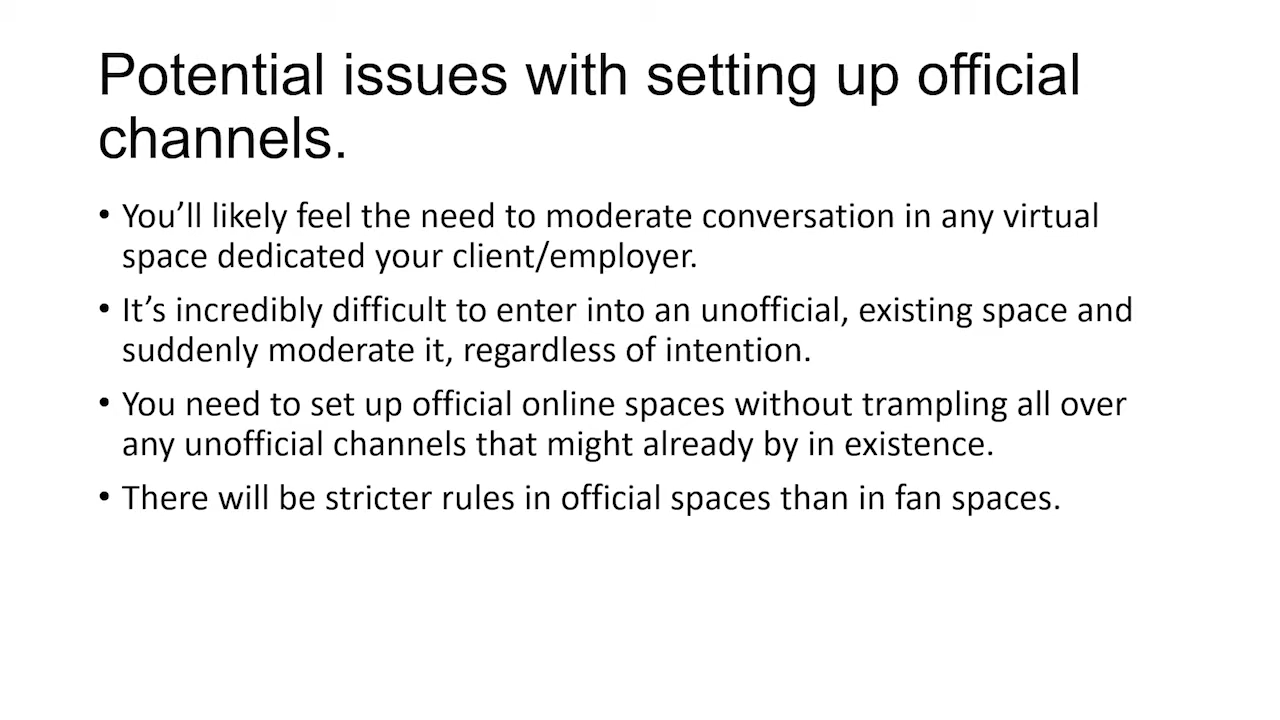 Potential issues with setting up official
channels.
• You’ll likely feel the need to moderate conversation in any virtual
space dedicated your client/employer.
• It’s incredibly difficult to enter into an unofficial, existing space and
suddenly moderate it, regardless of intention.
• You need to set up official online spaces without trampling all over
any unofficial channels that might already by in existence.
• There will be stricter rules in official spaces than in fan spaces.